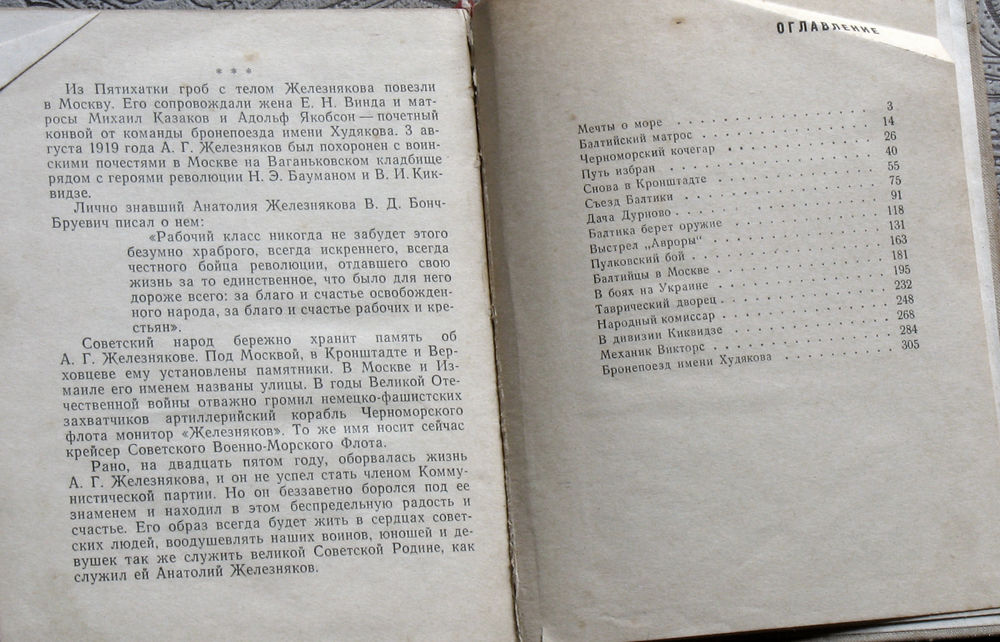 * * *
Из Пятихатки гроб с телом Железнякова повезли
в Москву. Его сопровождали жена Е. Н. Винда и мат-
росы Михаил Казаков и Адольф Якобсон — почетный
конвой от команды бронепоезда имени Худякова. 3 ав-
густа 1919 года А. Г. Железняков был похоронен с воин-
скими почестями в Москве на Ваганьковском кладбище
рядом с героями революции Н. Э. Бауманом и В. И. Кик-
видзе.
Лично знавший Анатолия Железнякова В. Д. Бонч-
Бруевич писал о нем:
«Рабочий класс никогда не забудет этого
безумно храброго, всегда искреннего, всегда
честного бойца революции, отдавшего свою
жизнь за то единственное, что было для него
дороже всего: за благо и счастье освобожден-
ного народа, за благо и счастье рабочих и кре-
стьян».
Советский народ бережно хранит память об
А. Г. Железнякове. Под Москвой, в Кронштадте и Вер-
ховцеве ему установлены памятники. В Москве и Из-
маиле его именем названы улицы. В годы Великой Оте-
чественной войны отважно громил немецко-фашистских
захватчиков артиллерийский корабль Черноморского
флота монитор «Железняков». То же имя носит сейчас
крейсер Советского Военно-Морского Флота.
Рано, на двадцать пятом году, оборвалась жизнь
А. Г. Железнякова, и он не успел стать членом Комму-
нистической партии. Но он беззаветно боролся под ее
знаменем и находил в этом беспредельную радость и
счастье. Его образ всегда будет жить в сердцах совет-
ских людей, воодушевлять наших воинов, юношей и де-
вушек так же служить великой Советской Родине, как
служил ей Анатолий Железняков.
ОГЛАВЛЕНИЕ
Мечты о море 3
Балтийский матрос 14
Черноморский кочегар 26
Путь избран 40
Снова в Кронштадте 55
Съезд Балтики 75
Дача Дурново 91
Балтика берет оружие 118
Выстрел „Авроры“ 131
Пулковский бой 163
Балтийцы в Москве 181
В боях на Украине 195
Таврический дворец 232
Народный комиссар 248
В дивизии Киквидзе 268
Механик Викторс 284
Бронепоезд имени Худякова 305